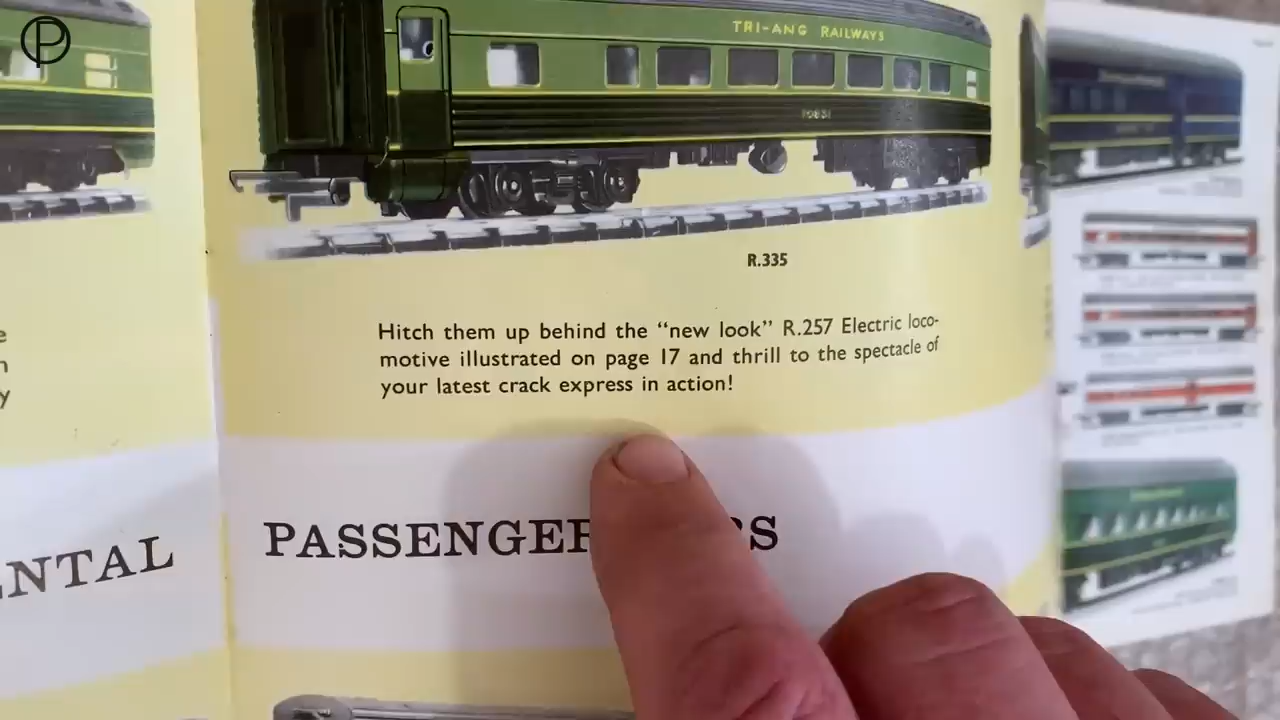 TRI-ANG RAILWAYS
10831
R.335
Hitch them up behind the “new look” R.257 Electric loco-
motive illustrated on page 17 and thrill to the spectacle of
your latest crack express in action!
PASSENGER